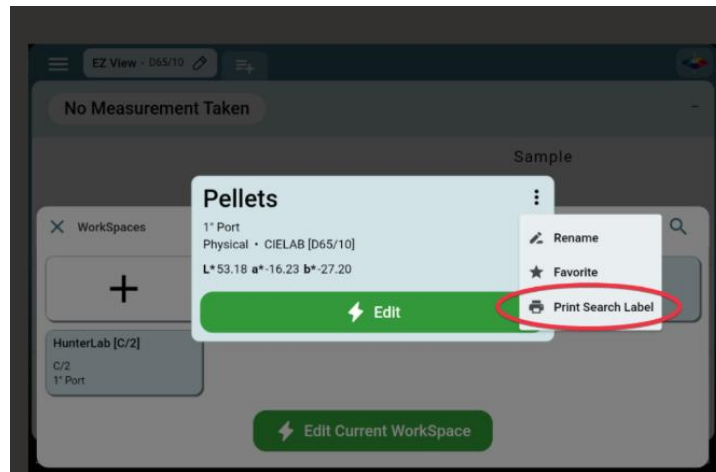 EZ View - D65/10
No Measurement Taken
Sample
Pellets
1" Port
Physical • CIELAB [D65/10]
L*53.18 a*-16.23 b*-27.20
Edit
Rename
Favorite
Print Search Label
WorkSpaces
HunterLab [C/2]
C/2
1" Port
Edit Current WorkSpace